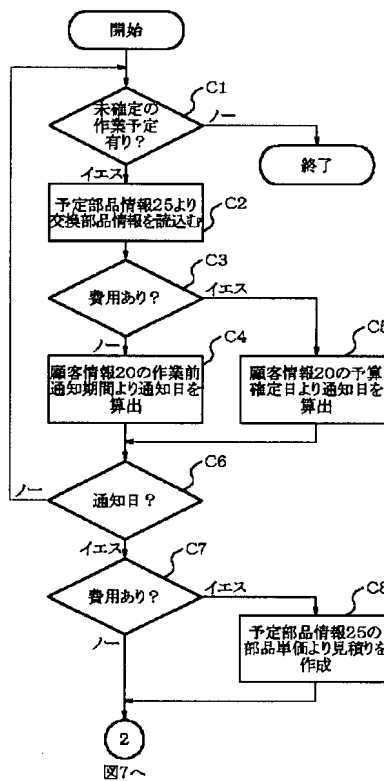 開始
C1
未確定の
作業予定
有り?
ノー
終了
イエス
予定部品情報25より
交換部品情報を読込む
C2
C3
費用あり?
イエス
ノー
C4
顧客情報20の作業前
通知期間より通知日を
算出
C5
顧客情報20の予算
確定日より通知日を
算出
C6
通知日?
ノー
イエス
C7
費用あり?
イエス
ノー
C8
予定部品情報25の
部品単価より見積りを
作成
2
図7へ